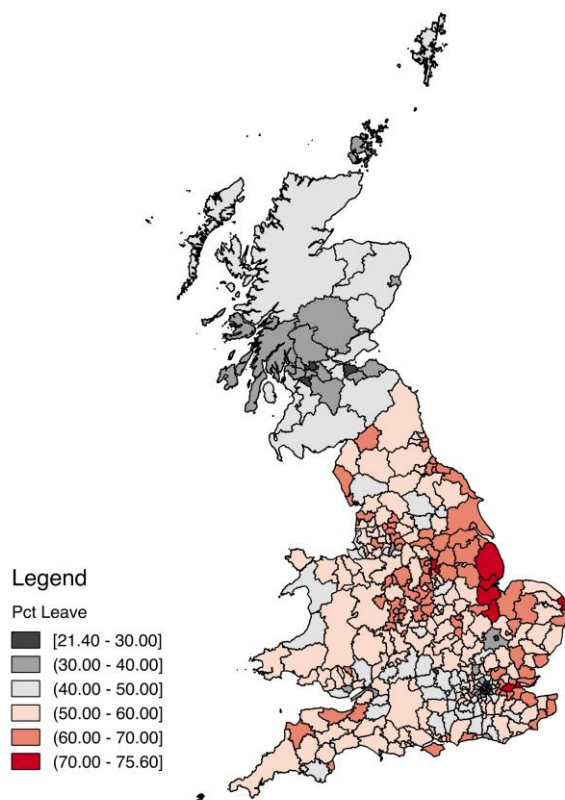 Legend
Pct Leave
[21.40 - 30.00]
(30.00 - 40.00]
(40.00 - 50.00]
(50.00 - 60.00]
(60.00 - 70.00]
(70.00 - 75.60]